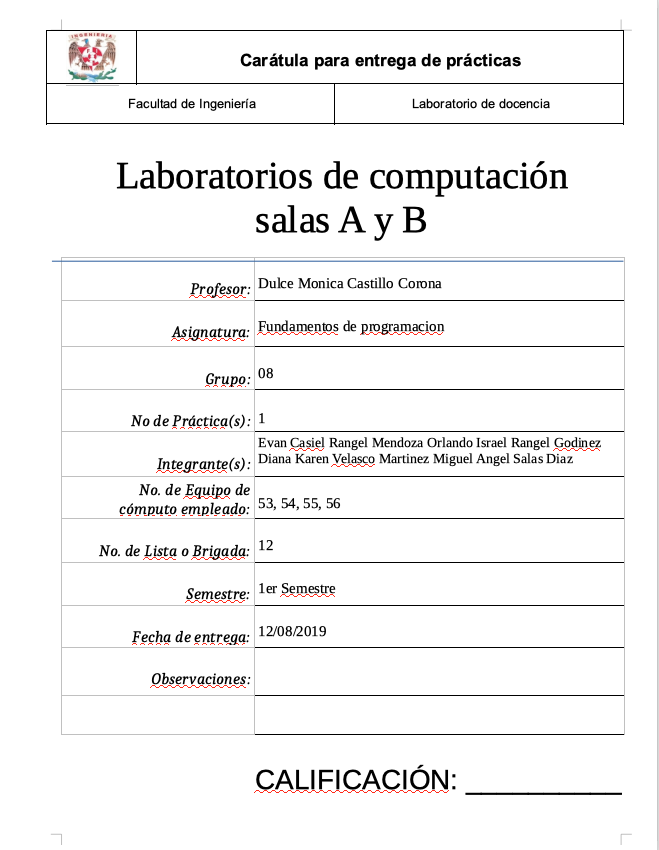 INGENIERIA
Carátula para entrega de prácticas
Facultad de Ingeniería
Laboratorio de docencia
Laboratorios de computación
salas A y B
Profesor: Dulce Monica Castillo Corona
Asignatura: Fundamentos de programacion
Grupo: 08
No de Práctica(s): 1
Integrante(s): Evan Casiel Rangel Mendoza Orlando Israel Rangel Godinez
Diana Karen Velasco Martinez Miguel Angel Salas Diaz
No. de Equipo de
cómputo empleado: 53, 54, 55, 56
No. de Lista o Brigada: 12
Semestre: 1er Semestre
Fecha de entrega: 12/08/2019
Observaciones:
CALIFICACIÓN: __________